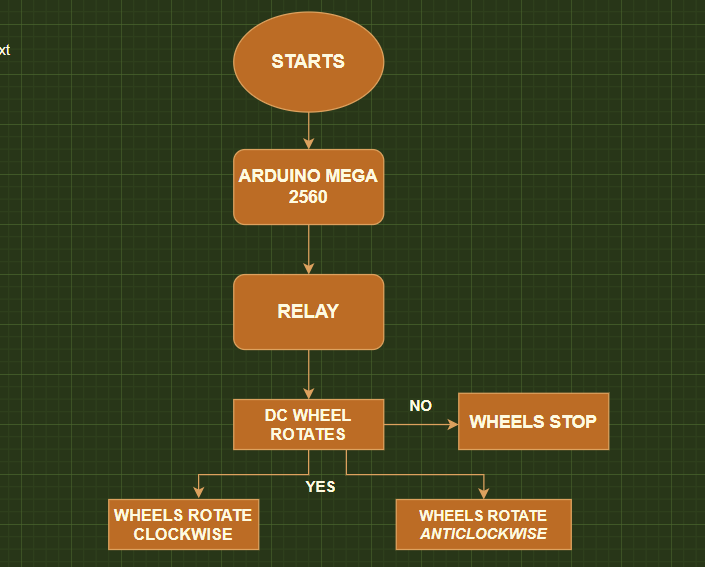 xt
STARTS
ARDUINO MEGA
2560
RELAY
DC WHEEL
ROTATES
NO
WHEELS STOP
YES
WHEELS ROTATE
CLOCKWISE
WHEELS ROTATE
ANTICLOCKWISE